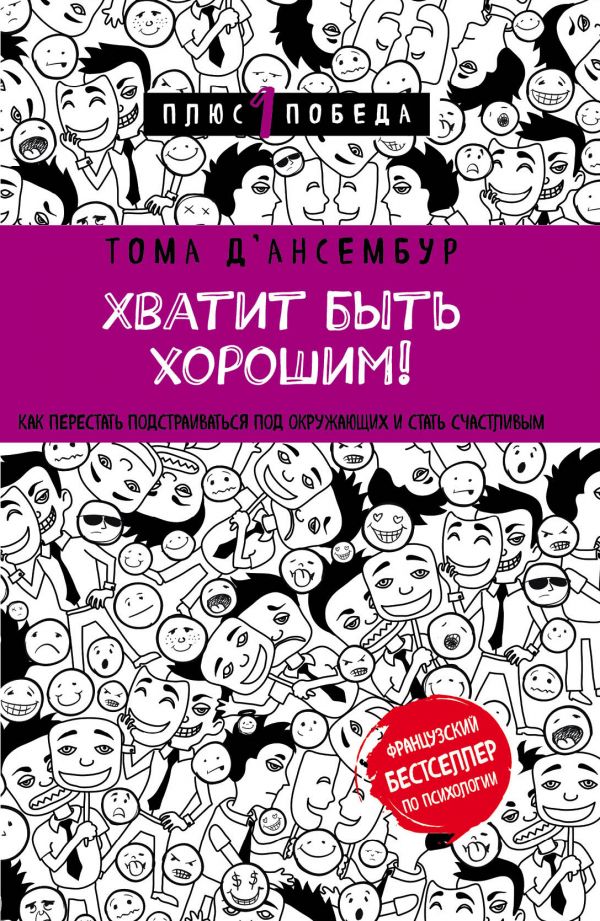 ПЛЮС 1 ПОБЕДА
ТОМА Д'АНСЕМБУР
ХВАТИТ БЫТЬ
ХОРОШИМ!
КАК ПЕРЕСТАТЬ ПОДСТРАИВАТЬСЯ ПОД ОКРУЖАЮЩИХ И СТАТЬ СЧАСТЛИВЫМ
ФРАНЦУЗСКИЙ
БЕСТСЕЛЛЕР
ПО ПСИХОЛОГИИ